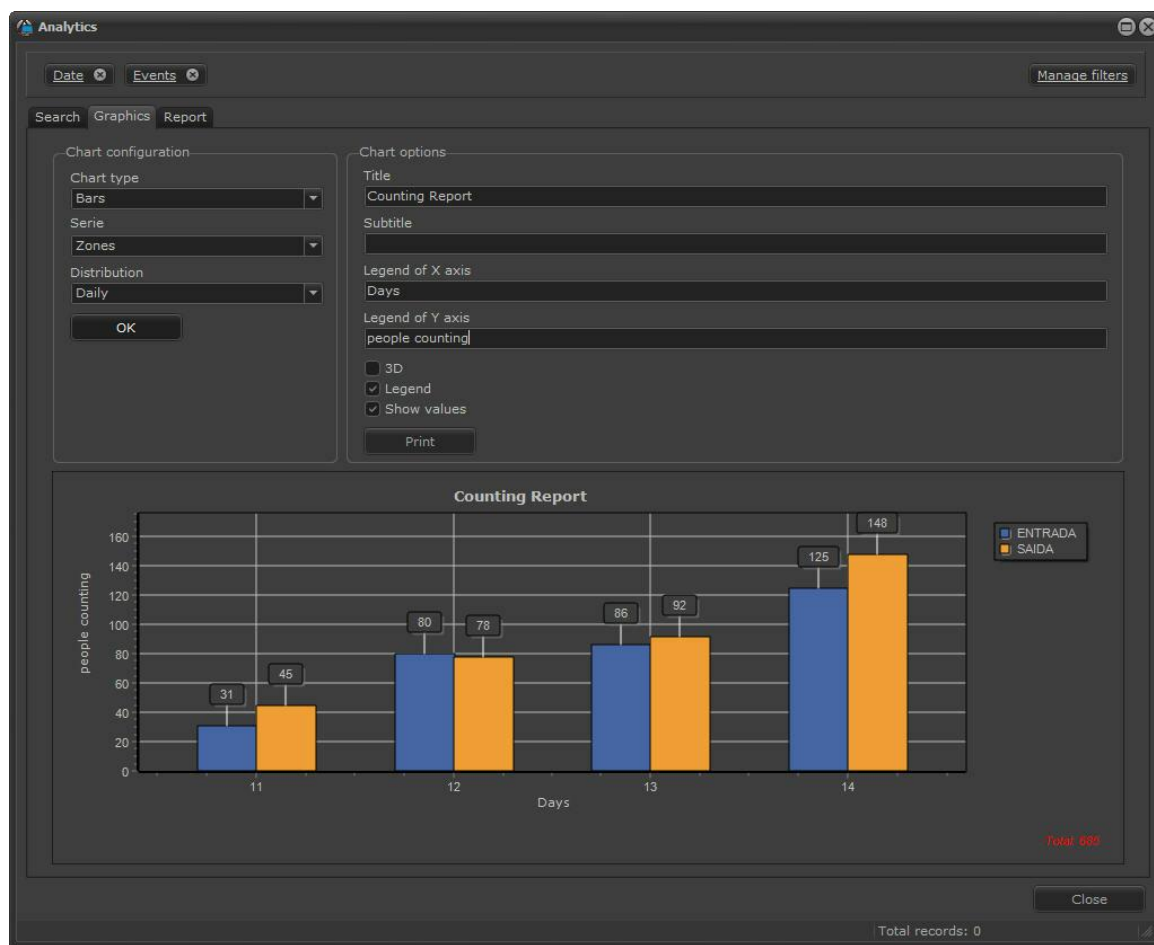 Analytics
Date Events Manage filters
Search Graphics Report
Chart configuration
Chart type
Bars
Serie
Zones
Distribution
Daily
OK
Chart options
Title
Counting Report
Subtitle
Legend of X axis
Days
Legend of Y axis
people counting
3D
Legend
Show values
Print
Counting Report
people counting
160
140
120
100
80
60
40
20
0
31
45
80
78
86
92
125
148
11 12 13 14
Days
ENTRADA
SAIDA
Total: 685
Close
Total records: 0